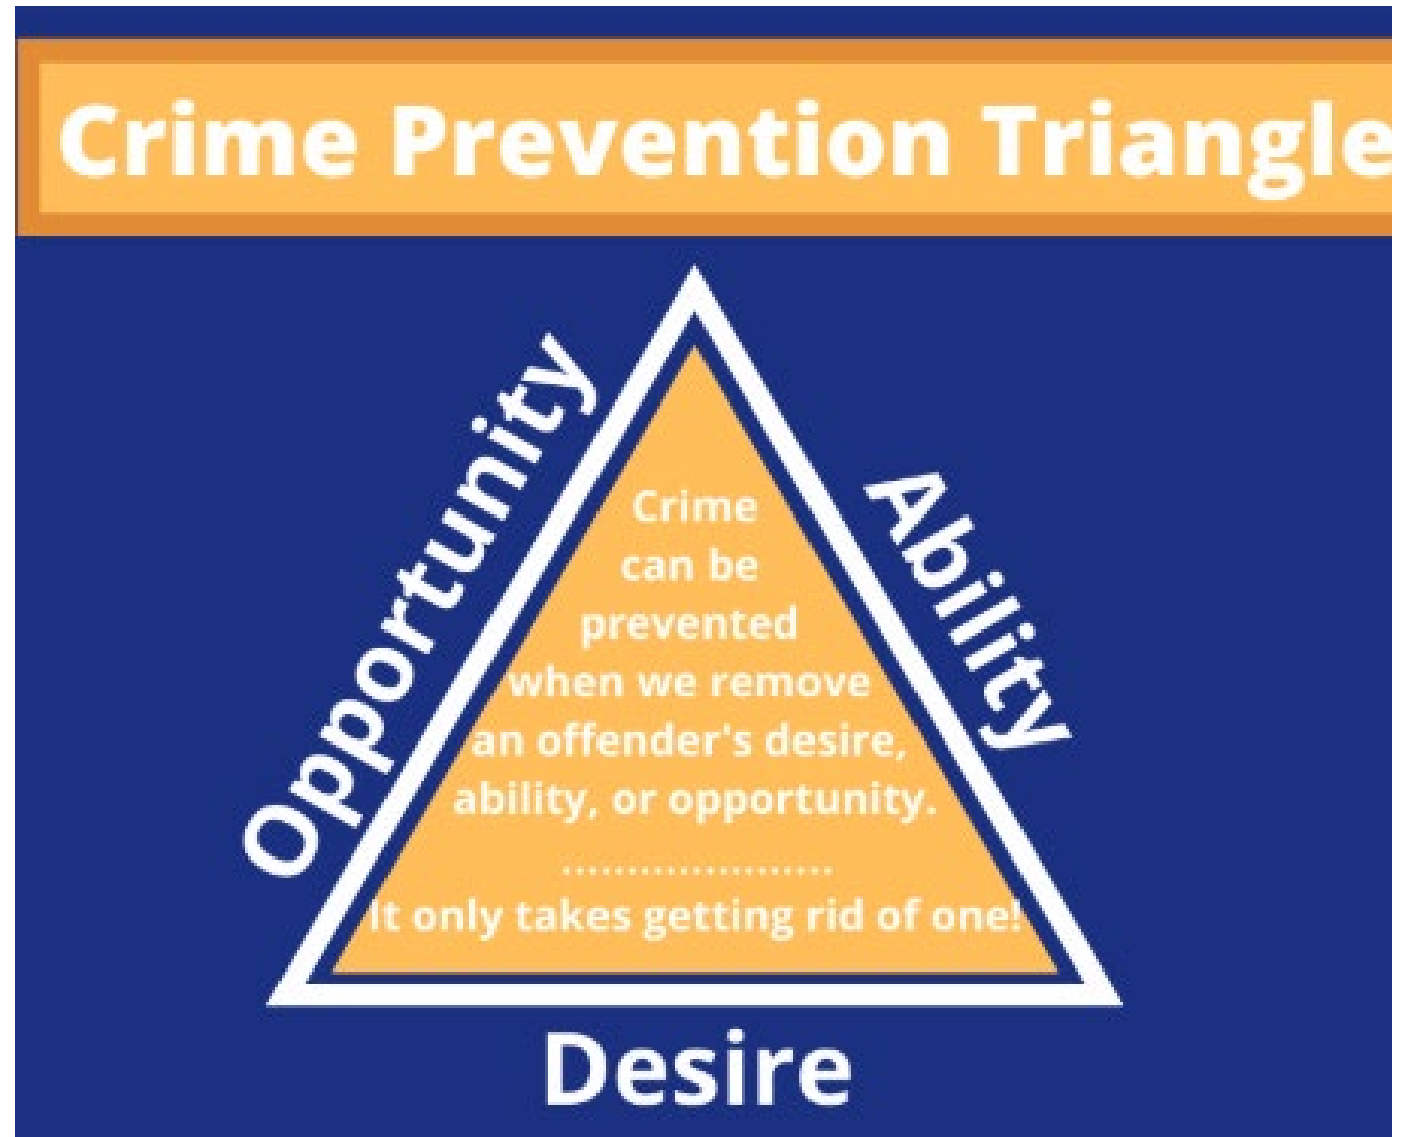 Crime Prevention Triangle
Opportunity
Ability
Crime
can be
prevented
when we remove
an offender's desire,
ability, or opportunity.
.....................
It only takes getting rid of one!
Desire